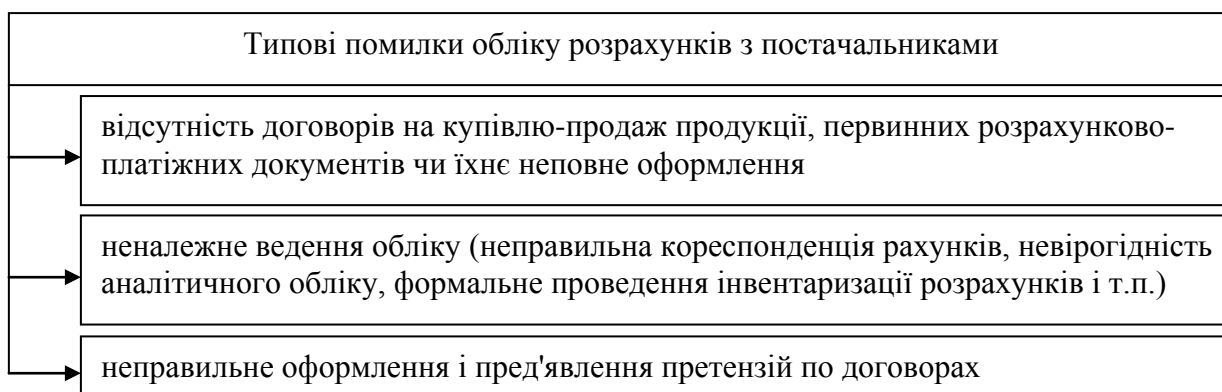 Типові помилки обліку розрахунків з постачальниками
відсутність договорів на купівлю-продаж продукції, первинних розрахунково-
платіжних документів чи їхнє неповне оформлення
неналежне ведення обліку (неправильна кореспонденція рахунків, невірогідність
аналітичного обліку, формальне проведення інвентаризації розрахунків і т.п.)
неправильне оформлення і пред'явлення претензій по договорах